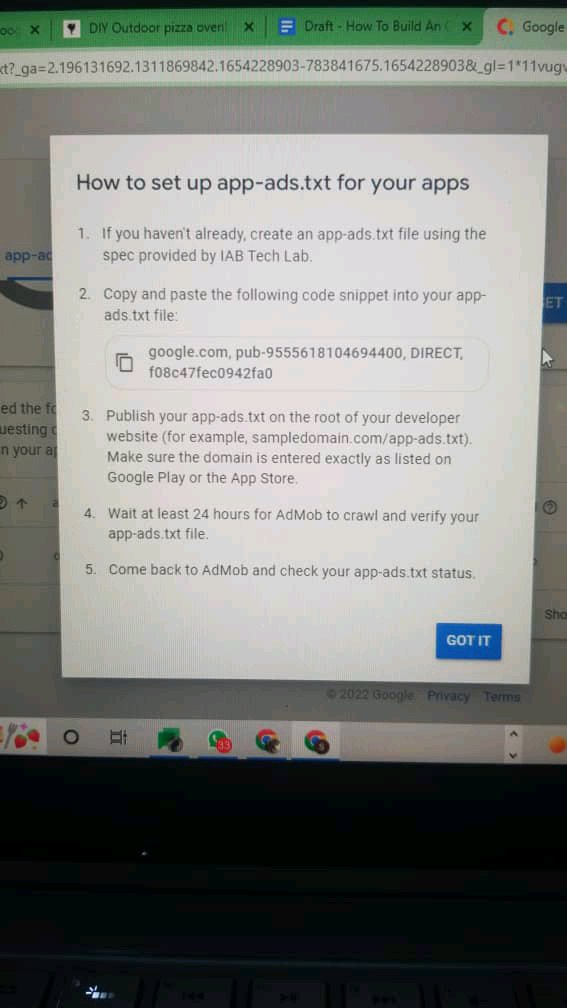 DIY Outdoor pizza oven
Draft - How To Build An
Google
xt?_ga=2.196131692.1311869842.1654228903-783841675.1654228903&_gl=1*11vugv
How to set up app-ads.txt for your apps
app-ad
1. If you haven't already, create an app-ads.txt file using the
spec provided by IAB Tech Lab.
2. Copy and paste the following code snippet into your app-
ads.txt file:
ET
google.com, pub-9555618104694400, DIRECT,
f08c47fec0942fa0
ed the fo
uesting
n your ap
3. Publish your app-ads.txt on the root of your developer
website (for example, sampledomain.com/app-ads.txt).
Make sure the domain is entered exactly as listed on
Google Play or the App Store.
4. Wait at least 24 hours for AdMob to crawl and verify your
app-ads.txt file.
5. Come back to AdMob and check your app-ads.txt status.
Sho
GOT IT
© 2022 Google Privacy Terms
33